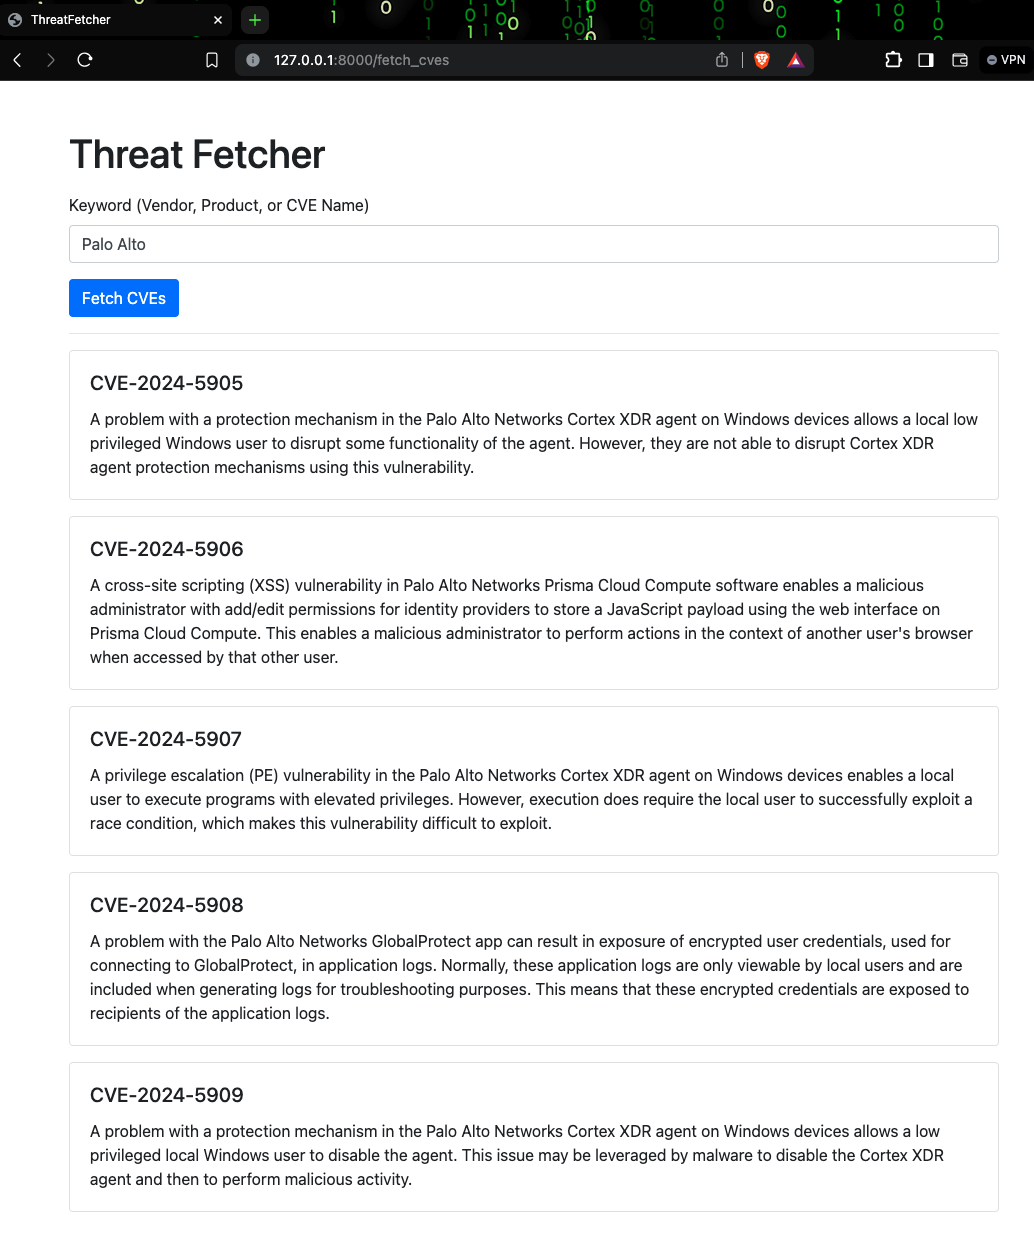 ThreatFetcher
127.0.0.1:8000/fetch_cves
VPN
Threat Fetcher
Keyword (Vendor, Product, or CVE Name)
Palo Alto
Fetch CVEs
CVE-2024-5905
A problem with a protection mechanism in the Palo Alto Networks Cortex XDR agent on Windows devices allows a local low
privileged Windows user to disrupt some functionality of the agent. However, they are not able to disrupt Cortex XDR
agent protection mechanisms using this vulnerability.
CVE-2024-5906
A cross-site scripting (XSS) vulnerability in Palo Alto Networks Prisma Cloud Compute software enables a malicious
administrator with add/edit permissions for identity providers to store a JavaScript payload using the web interface on
Prisma Cloud Compute. This enables a malicious administrator to perform actions in the context of another user's browser
when accessed by that other user.
CVE-2024-5907
A privilege escalation (PE) vulnerability in the Palo Alto Networks Cortex XDR agent on Windows devices enables a local
user to execute programs with elevated privileges. However, execution does require the local user to successfully exploit a
race condition, which makes this vulnerability difficult to exploit.
CVE-2024-5908
A problem with the Palo Alto Networks GlobalProtect app can result in exposure of encrypted user credentials, used for
connecting to GlobalProtect, in application logs. Normally, these application logs are only viewable by local users and are
included when generating logs for troubleshooting purposes. This means that these encrypted credentials are exposed to
recipients of the application logs.
CVE-2024-5909
A problem with a protection mechanism in the Palo Alto Networks Cortex XDR agent on Windows devices allows a low
privileged local Windows user to disable the agent. This issue may be leveraged by malware to disable the Cortex XDR
agent and then to perform malicious activity.